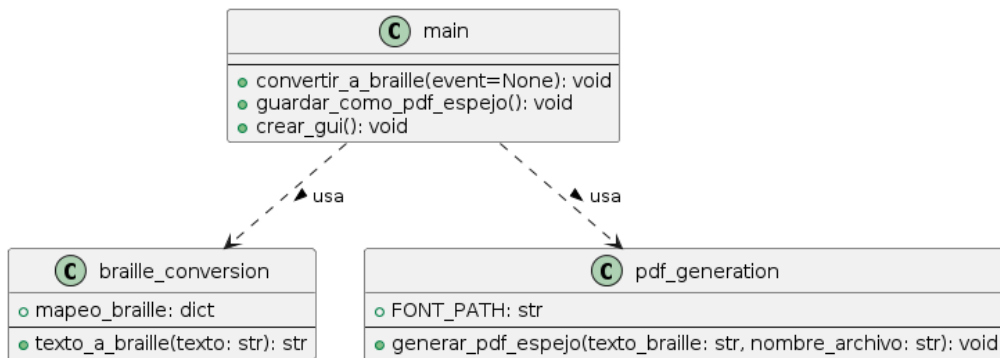 C main
convertir_a_braille(event=None): void
guardar_como_pdf_espejo(): void
crear_gui(): void
usa
usa
C braille_conversion
mapeo_braille: dict
texto_a_braille(texto: str): str
C pdf_generation
FONT_PATH: str
generar_pdf_espejo(texto_braille: str, nombre_archivo: str): void